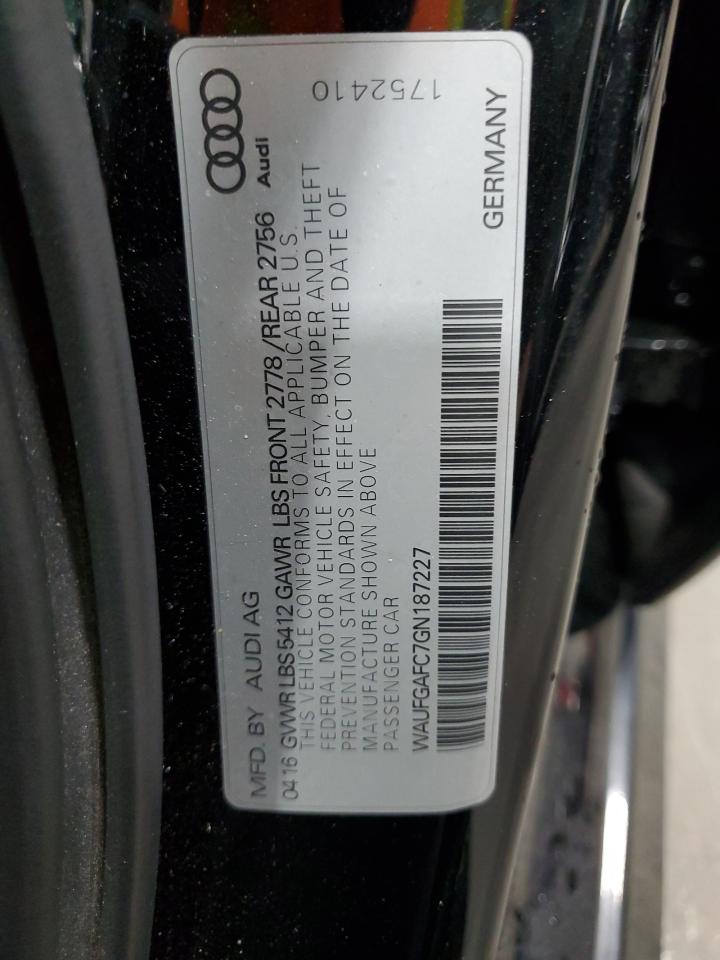 MFD. BY AUDI AG
0416 GVWR LBS5412 GAWR LBS FRONT 2778/REAR 2756
THIS VEHICLE CONFORMS TO ALL APPLICABLE U.S.
FEDERAL MOTOR VEHICLE SAFETY, BUMPER AND THEFT
PREVENTION STANDARDS IN EFFECT ON THE DATE OF
MANUFACTURE SHOWN ABOVE
PASSENGER CAR
WAUFGAFC7GN187227
Audi
GERMANY
1752410